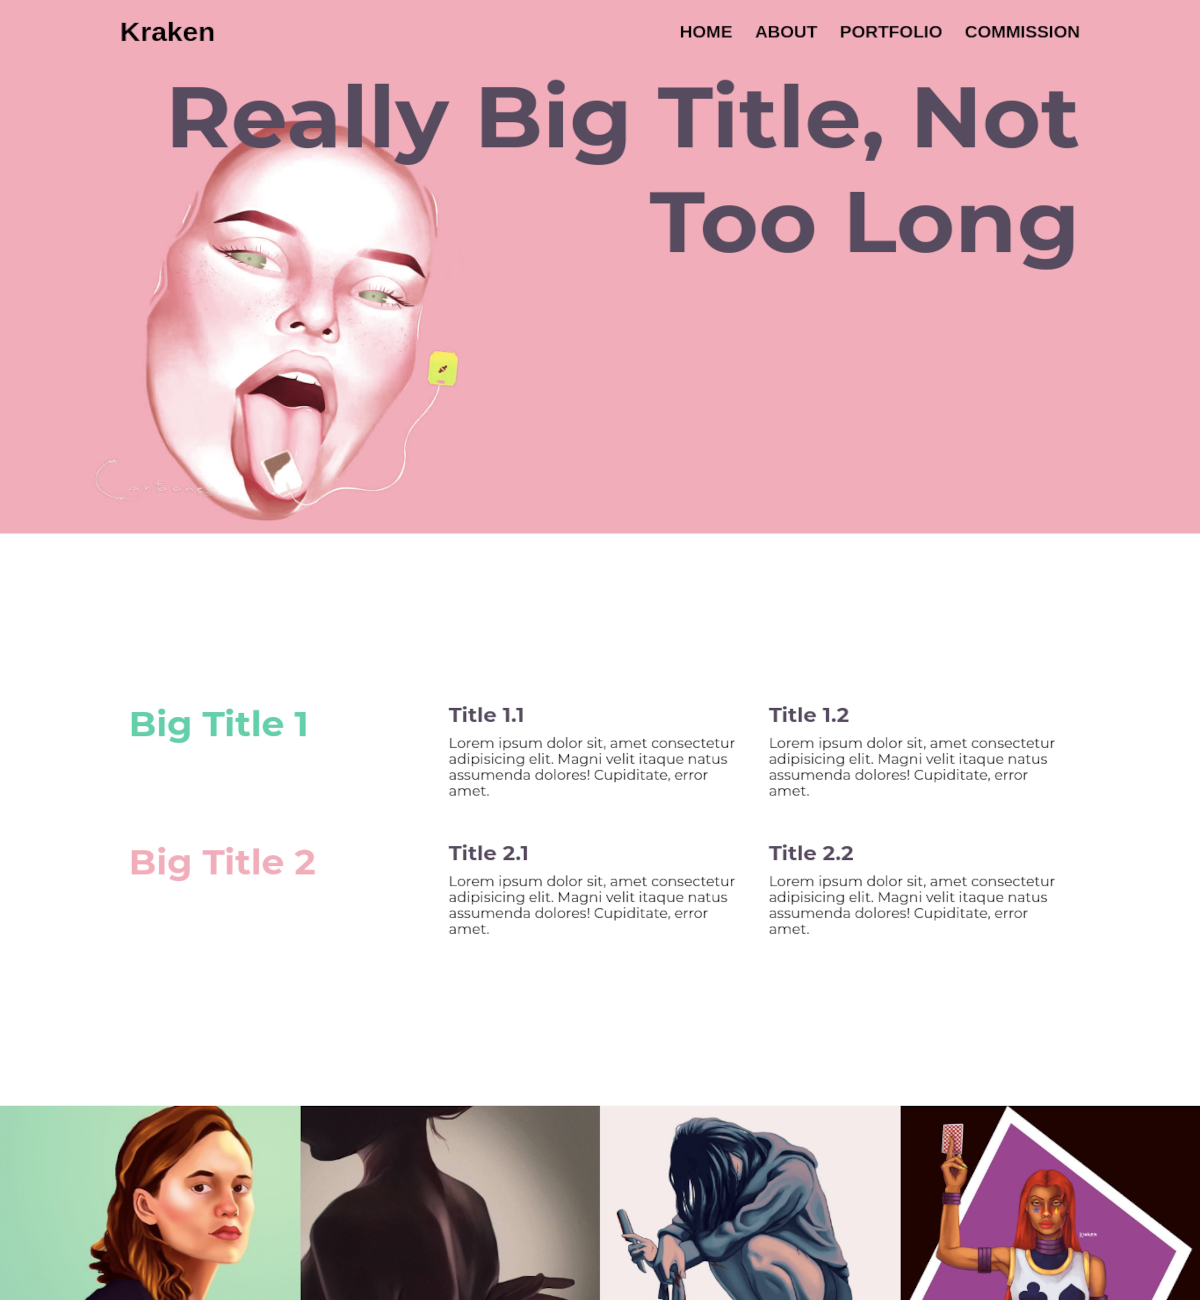 Kraken
HOME ABOUT PORTFOLIO COMMISSION
Really Big Title, Not
Too Long
Carbone
Big Title 1
Title 1.1
Lorem ipsum dolor sit, amet consectetur
adipisicing elit. Magni velit itaque natus
assumenda dolores! Cupiditate, error
amet.
Title 1.2
Lorem ipsum dolor sit, amet consectetur
adipisicing elit. Magni velit itaque natus
assumenda dolores! Cupiditate, error
amet.
Big Title 2
Title 2.1
Lorem ipsum dolor sit, amet consectetur
adipisicing elit. Magni velit itaque natus
assumenda dolores! Cupiditate, error
amet.
Title 2.2
Lorem ipsum dolor sit, amet consectetur
adipisicing elit. Magni velit itaque natus
assumenda dolores! Cupiditate, error
amet.
Kraken